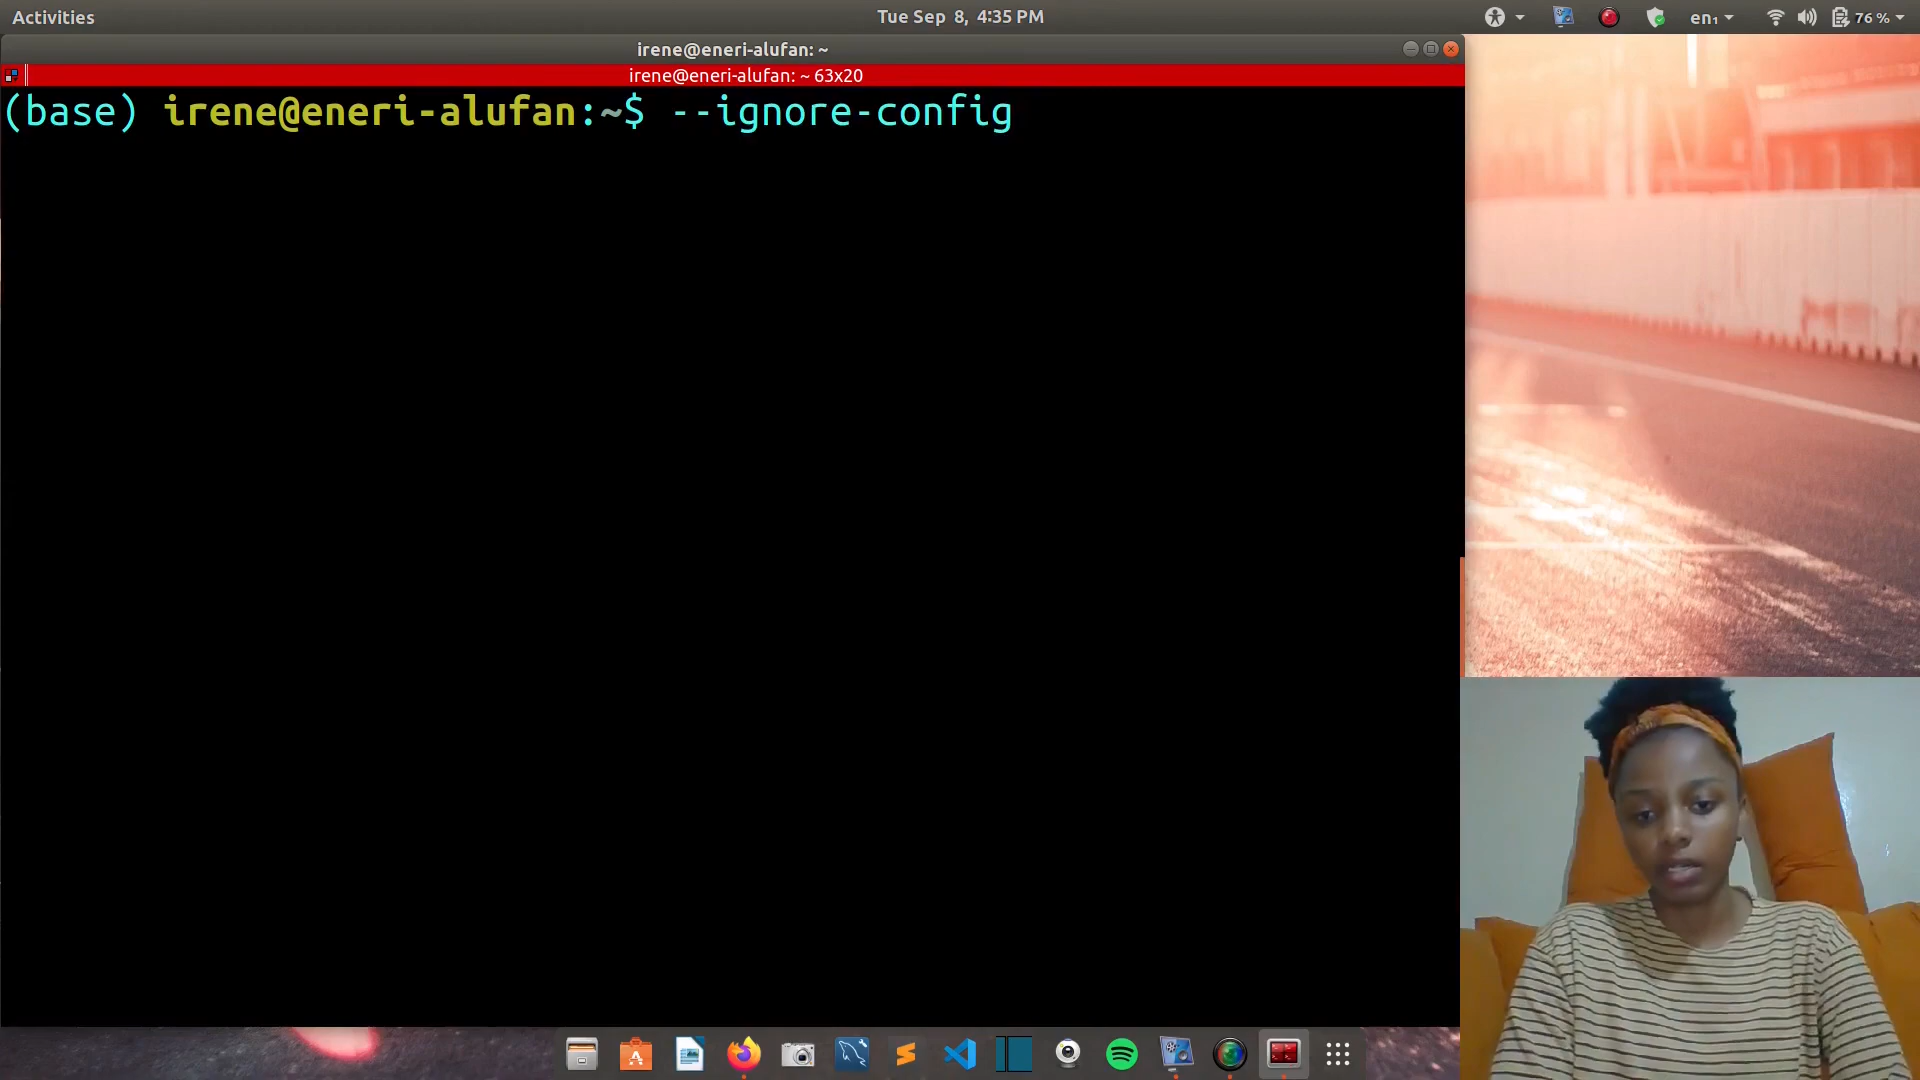 Activities
Tue Sep 8, 4:35 PM
en₁
76 %
irene@eneri-alufan: ~
irene@eneri-alufan: ~ 63x20
(base) irene@eneri-alufan:~$ --ignore-config